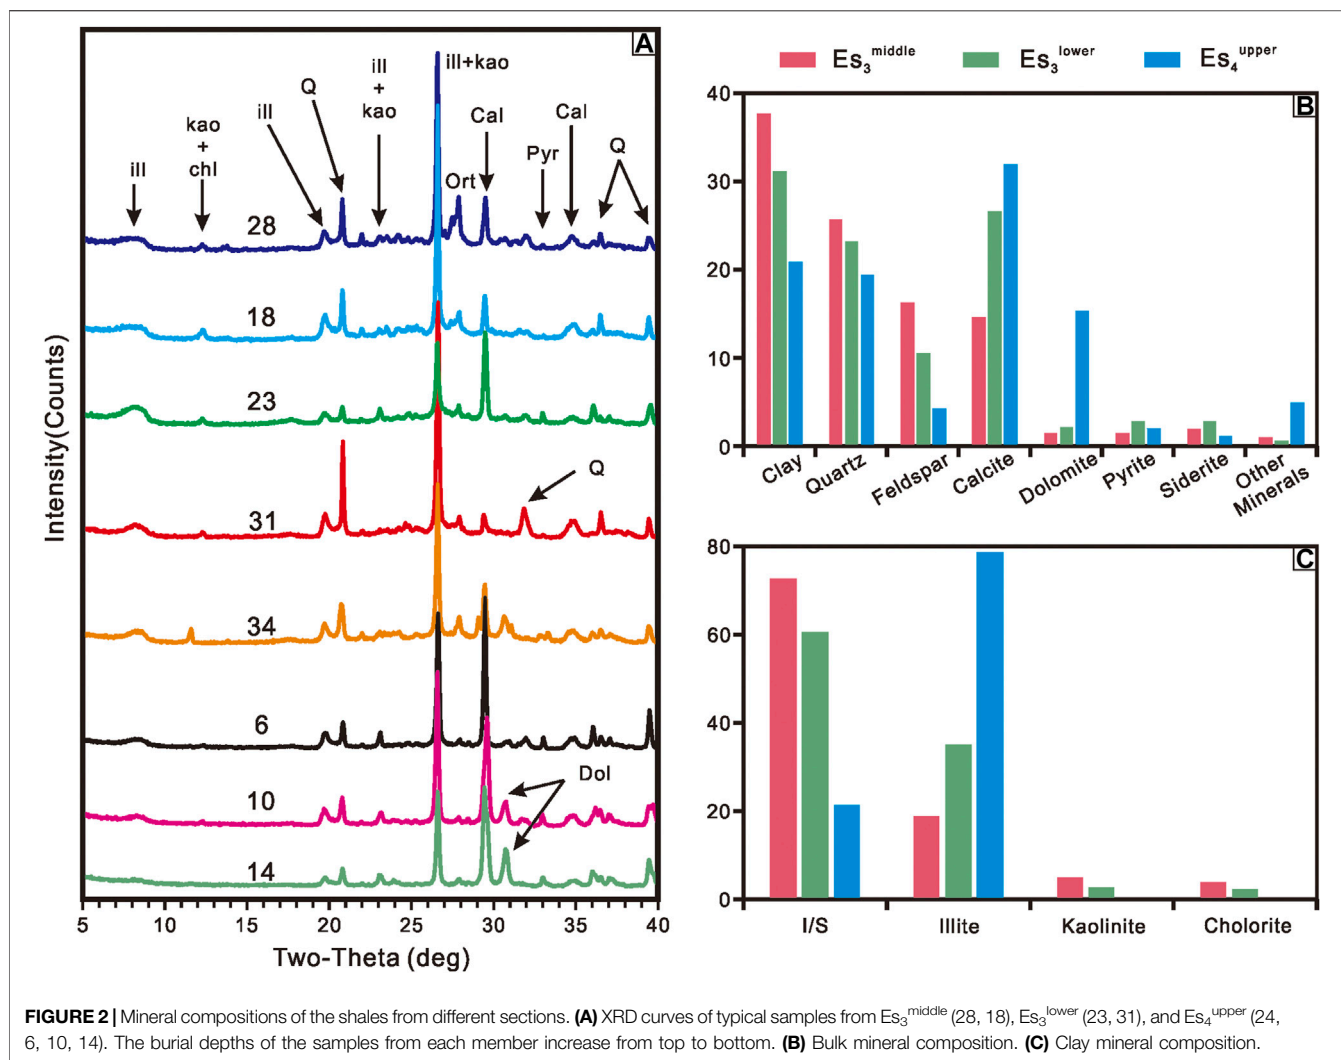 A
Intensity(Counts)
ill
kao
+
chl
ill
Q
ill
+
kao
ill+kao
Ort
Cal
Pyr
Cal
Q
28
18
23
31
Q
34
6
10
Dol
14
5 10 15 20 25 30 35 40
Two-Theta (deg)
Es3middle Es3lower Es4upper
B
40
30
20
10
0
Clay Quartz Feldspar Calcite Dolomite Pyrite Siderite Other Minerals
C
80
60
40
20
0
I/S Illite Kaolinite Cholorite
FIGURE 2 | Mineral compositions of the shales from different sections. (A) XRD curves of typical samples from Es3middle (28, 18), Es3lower (23, 31), and Es4upper (24,
6, 10, 14). The burial depths of the samples from each member increase from top to bottom. (B) Bulk mineral composition. (C) Clay mineral composition.